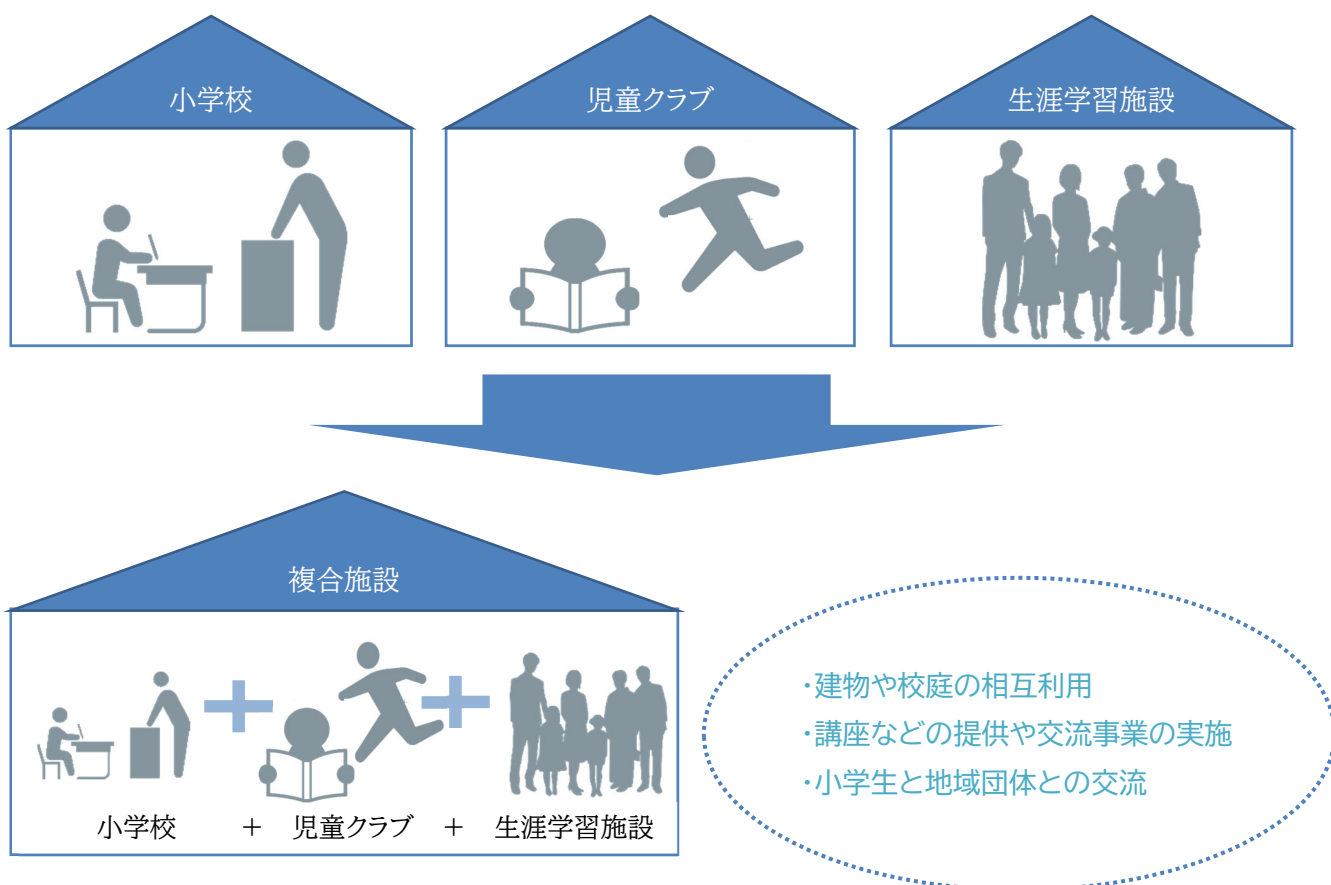 小学校
児童クラブ
生涯学習施設
複合施設
小学校 + 児童クラブ + 生涯学習施設
・建物や校庭の相互利用
・講座などの提供や交流事業の実施
・小学生と地域団体との交流